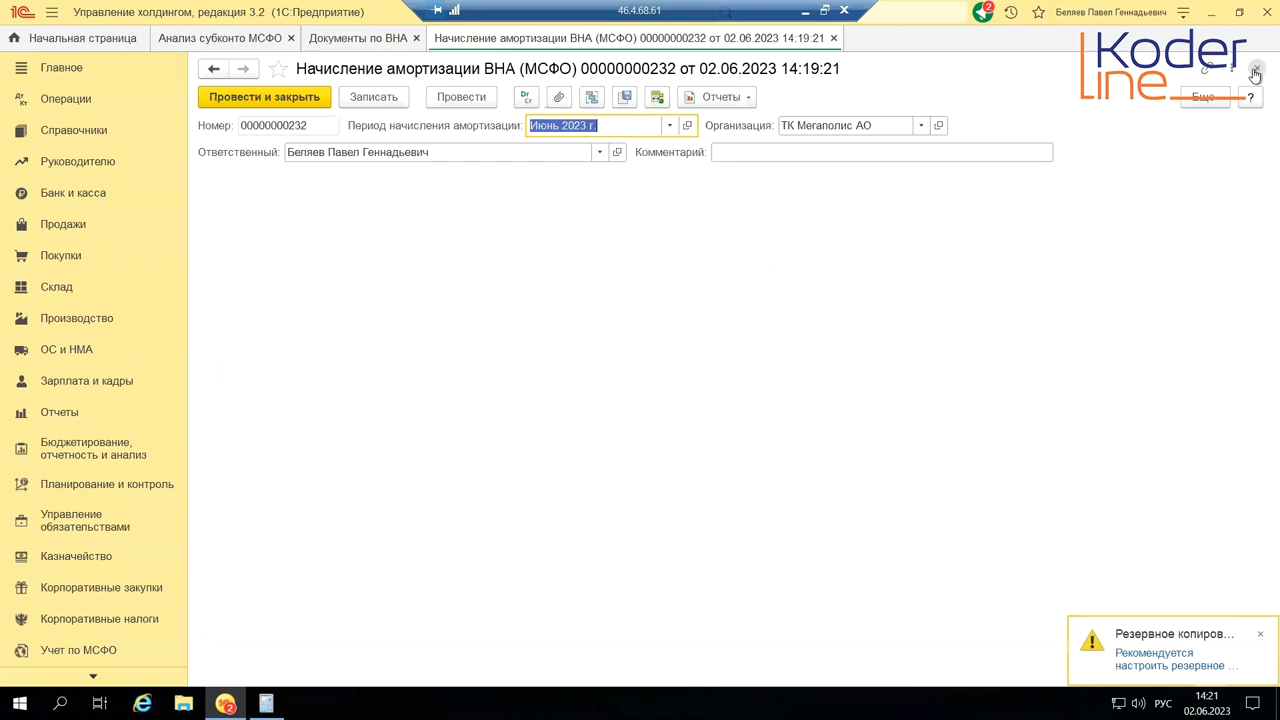 Управление холдингом, редакция 3.2 (1С:Предприятие)
46.4.68.61
2
Беляев Павел Геннадьевич
Начальная страница
Анализ субконто МСФО ×
Документы по ВНА ×
Начисление амортизации ВНА (МСФО) 00000000232 от 02.06.2023 14:19:21 ×
Koder
line
Начисление амортизации ВНА (МСФО) 00000000232 от 02.06.2023 14:19:21
Провести и закрыть
Записать
Провести
Дт Кт
Отчеты
Еще
?
Номер: 00000000232
Период начисления амортизации: Июнь 2023 г.
Организация: ТК Мегаполис АО
Ответственный: Беляев Павел Геннадьевич
Комментарий:
Главное
Операции
Справочники
Руководителю
Банк и касса
Продажи
Покупки
Склад
Производство
ОС и НМА
Зарплата и кадры
Отчеты
Бюджетирование,
отчетность и анализ
Планирование и контроль
Управление
обязательствами
Казначейство
Корпоративные закупки
Корпоративные налоги
Учет по МСФО
Резервное копиров...
Рекомендуется
настроить резервное ...
2
РУС
14:21
02.06.2023